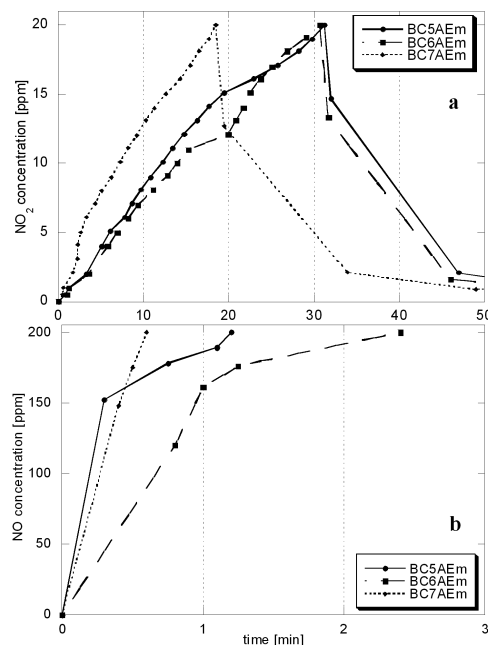 20
15
10
5
0
NO2 concentration [ppm]
BC5AEm
BC6AEm
BC7AEm
a
0 10 20 30 40 50
200
150
100
50
0
NO concentration [ppm]
b
BC5AEm
BC6AEm
BC7AEm
0 1 2 3
time [min]